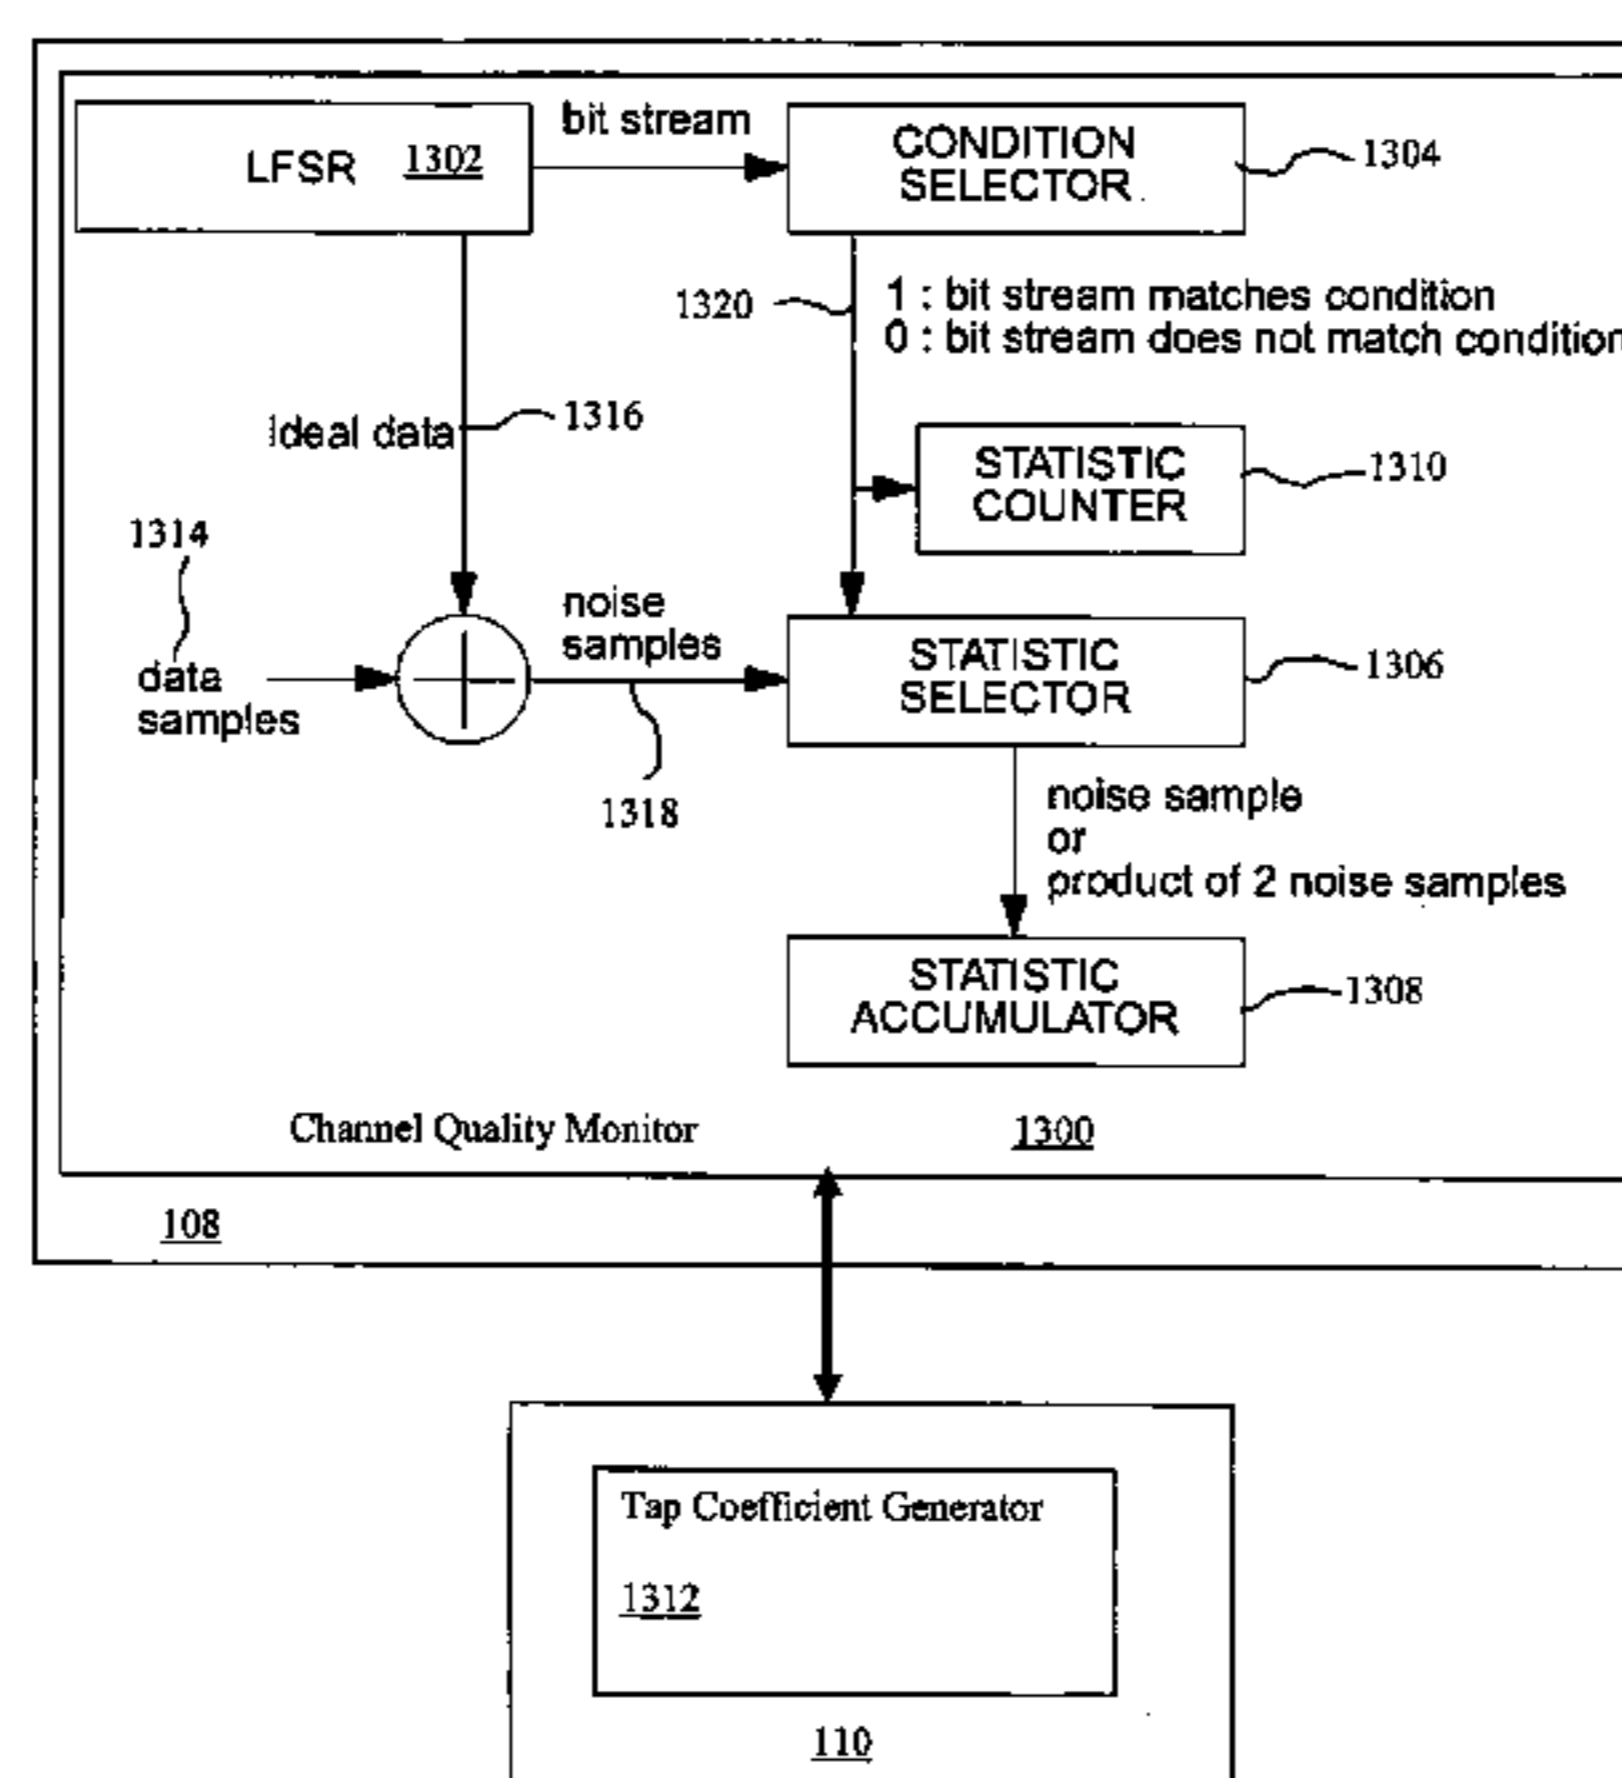 bit stream
LFSR 1302
CONDITION
SELECTOR
1304
1320
1 : bit stream matches condition
0 : bit stream does not match condition
Ideal data
1316
STATISTIC
COUNTER
1310
1314
data
samples
noise
samples
1318
STATISTIC
SELECTOR
1306
noise sample
or
product of 2 noise samples
STATISTIC
ACCUMULATOR
1308
Channel Quality Monitor 1300
108
Tap Coefficient Generator
1312
110